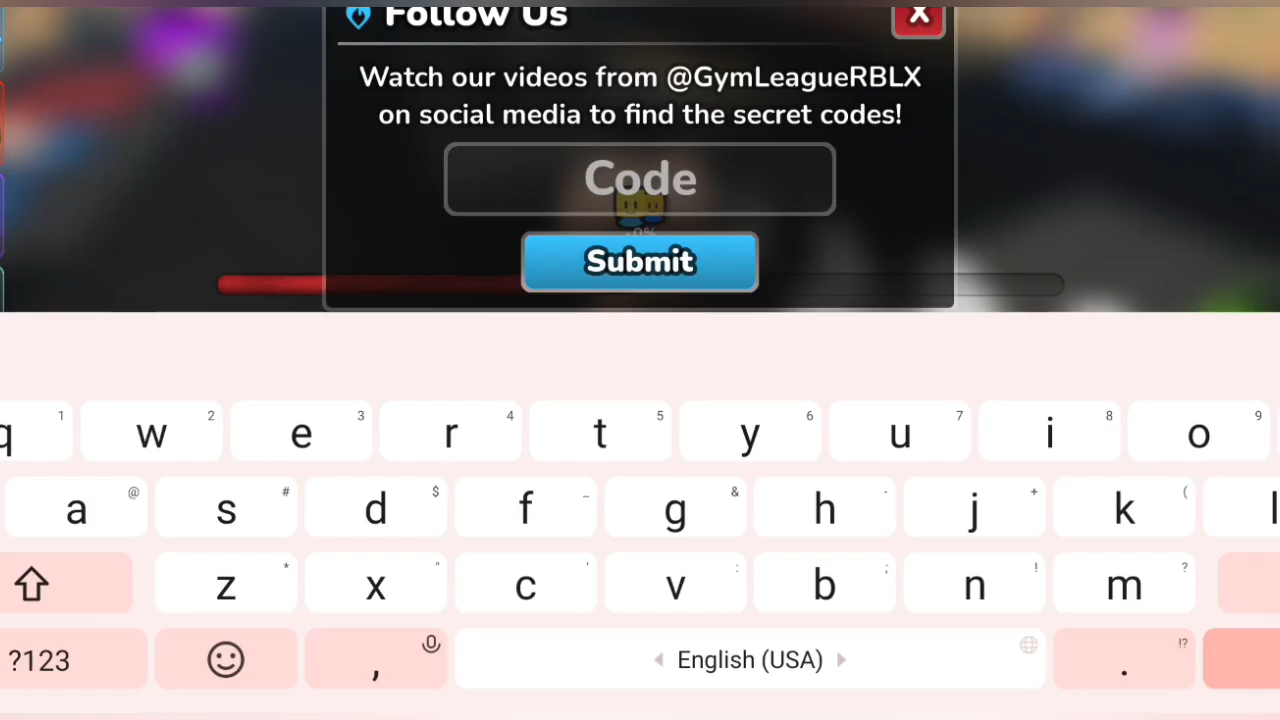 Follow Us
X
Watch our videos from @GymLeagueRBLX
on social media to find the secret codes!
Code
Submit
q 1 w 2 e 3 r 4 t 5 y 6 u 7 i 8 o 9
a @ s # d $ f _ g & h - j + k ( l
z * x " c ' v : b ; n ! m ?
?123 , English (USA) . !?